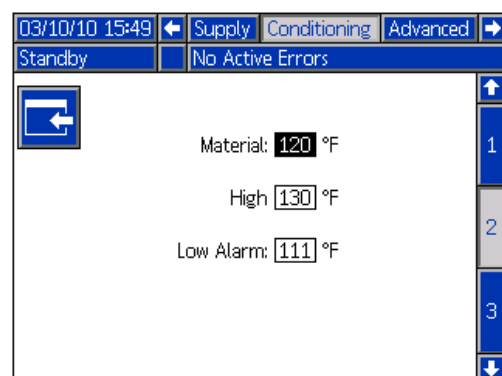 03/10/10 15:49 Supply Conditioning Advanced
Standby No Active Errors
1
Material: 120 °F
High 130 °F
2
Low Alarm: 111 °F
3